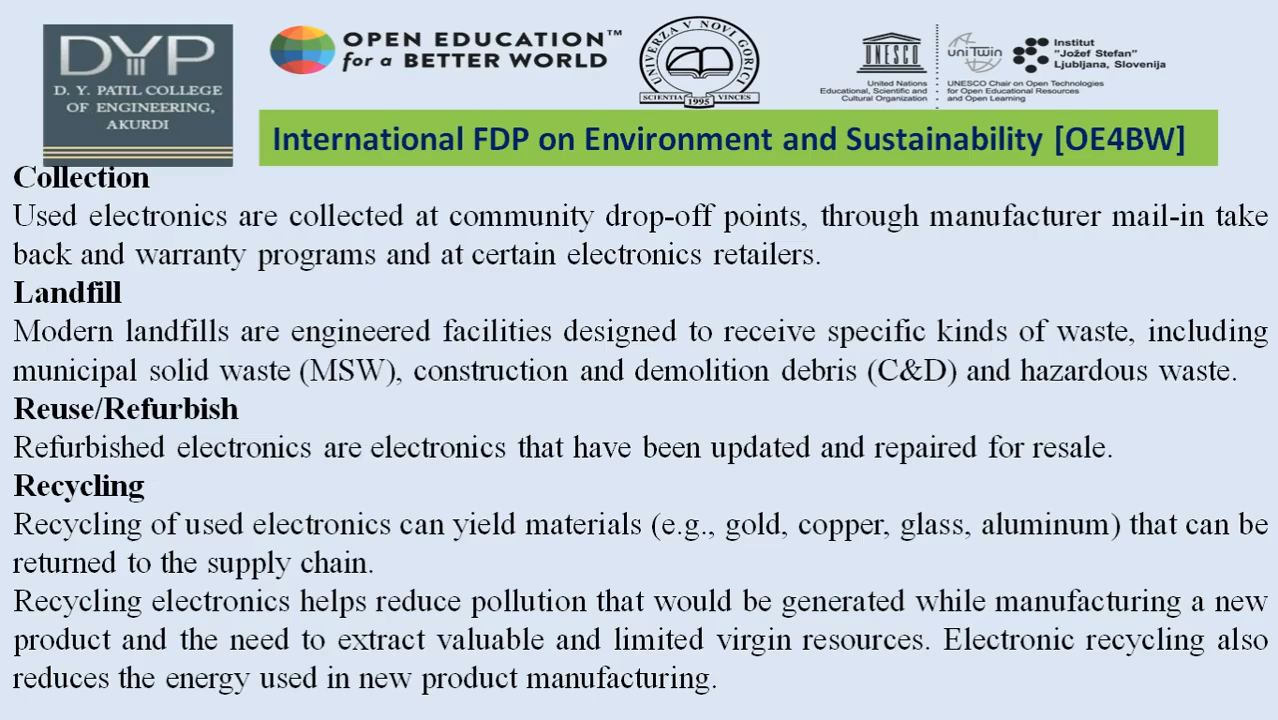 DYP
D. Y. PATIL COLLEGE
OF ENGINEERING,
AKURDI
OPEN EDUCATION™
for a BETTER WORLD
UNIVERZA V NOVI GORICI
SCIENTIA VINCES
1995
UNESCO
United Nations
Educational, Scientific and
Cultural Organization
uniTwin
Institut
"Jožef Stefan"
Ljubljana, Slovenija
UNESCO Chair on Open Technologies
for Open Educational Resources
and Open Learning
International FDP on Environment and Sustainability [OE4BW]
Collection
Used electronics are collected at community drop-off points, through manufacturer mail-in take
back and warranty programs and at certain electronics retailers.
Landfill
Modern landfills are engineered facilities designed to receive specific kinds of waste, including
municipal solid waste (MSW), construction and demolition debris (C&D) and hazardous waste.
Reuse/Refurbish
Refurbished electronics are electronics that have been updated and repaired for resale.
Recycling
Recycling of used electronics can yield materials (e.g., gold, copper, glass, aluminum) that can be
returned to the supply chain.
Recycling electronics helps reduce pollution that would be generated while manufacturing a new
product and the need to extract valuable and limited virgin resources. Electronic recycling also
reduces the energy used in new product manufacturing.